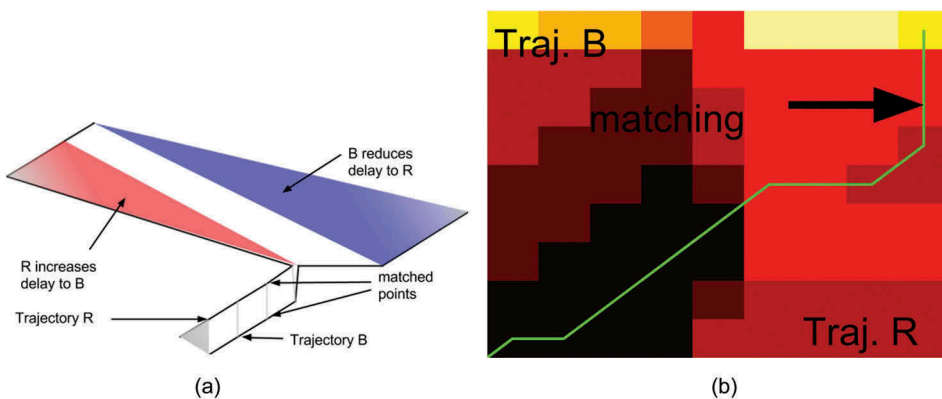 B reduces
delay to R
R increases
delay to B
Trajectory R
matched
points
Trajectory B
(a)
Traj. B
matching
Traj. R
(b)